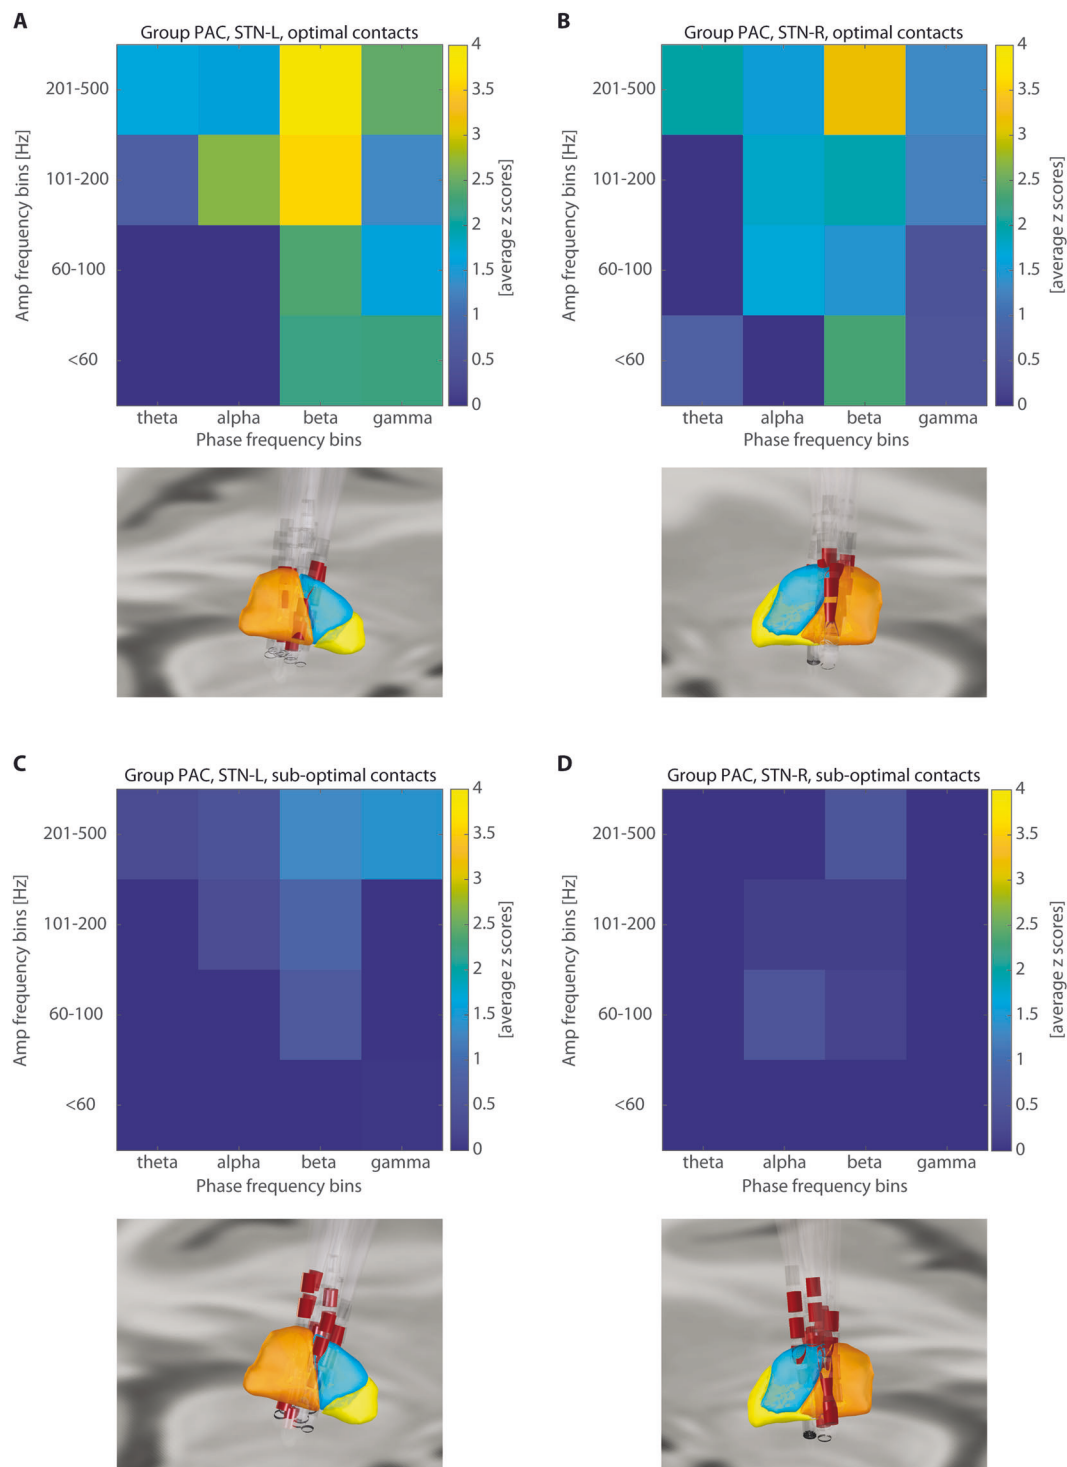 A
Group PAC, STN-L, optimal contacts
Amp frequency bins [Hz]
201-500
101-200
60-100
<60
theta alpha beta gamma
Phase frequency bins
4
3.5
3
2.5
2
1.5
1
0.5
0
[average z scores]
B
Group PAC, STN-R, optimal contacts
Amp frequency bins [Hz]
201-500
101-200
60-100
<60
theta alpha beta gamma
Phase frequency bins
4
3.5
3
2.5
2
1.5
1
0.5
0
[average z scores]
C
Group PAC, STN-L, sub-optimal contacts
Amp frequency bins [Hz]
201-500
101-200
60-100
<60
theta alpha beta gamma
Phase frequency bins
4
3.5
3
2.5
2
1.5
1
0.5
0
[average z scores]
D
Group PAC, STN-R, sub-optimal contacts
Amp frequency bins [Hz]
201-500
101-200
60-100
<60
theta alpha beta gamma
Phase frequency bins
4
3.5
3
2.5
2
1.5
1
0.5
0
[average z scores]